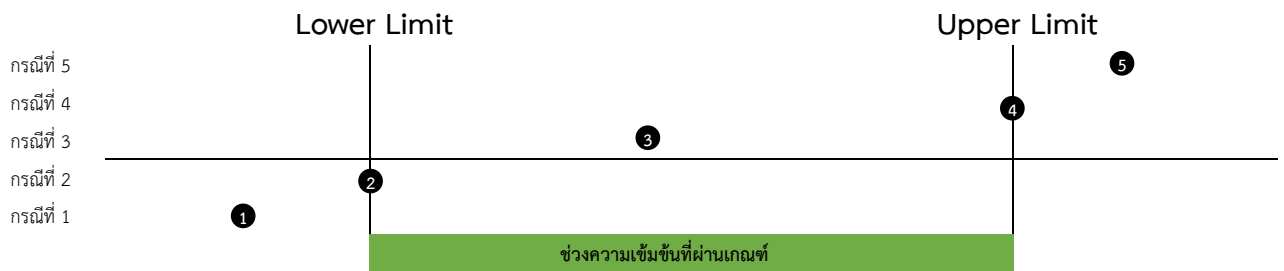 Lower Limit Upper Limit
กรณีที่ 5 5
กรณีที่ 4 4
กรณีที่ 3 3
กรณีที่ 2 2
กรณีที่ 1 1
ช่วงความเข้มข้นที่ผ่านเกณฑ์